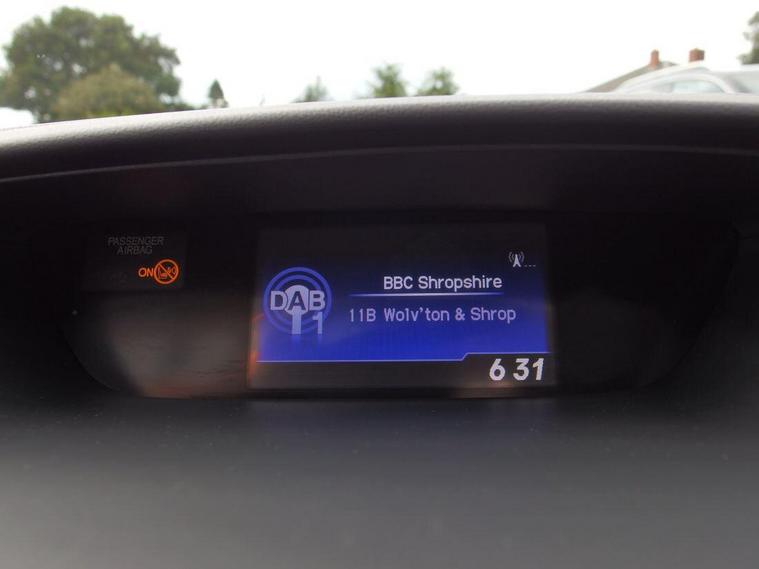 PASSENGER
AIRBAG
ON
DAB
1
BBC Shropshire
11B Wolv'ton & Shrop
6 31